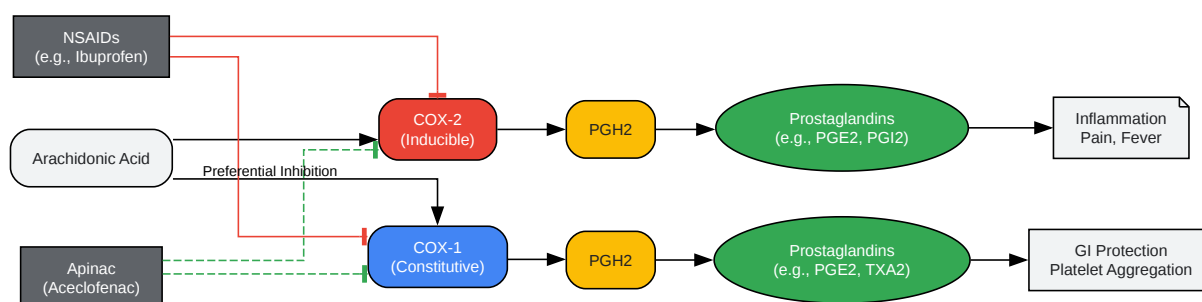 NSAIDs
(e.g., Ibuprofen)
COX-2
(Inducible)
PGH2
Prostaglandins
(e.g., PGE2, PGI2)
Inflammation
Pain, Fever
Arachidonic Acid
Preferential Inhibition
Apinac
(Aceclofenac)
COX-1
(Constitutive)
PGH2
Prostaglandins
(e.g., PGE2, TXA2)
GI Protection
Platelet Aggregation